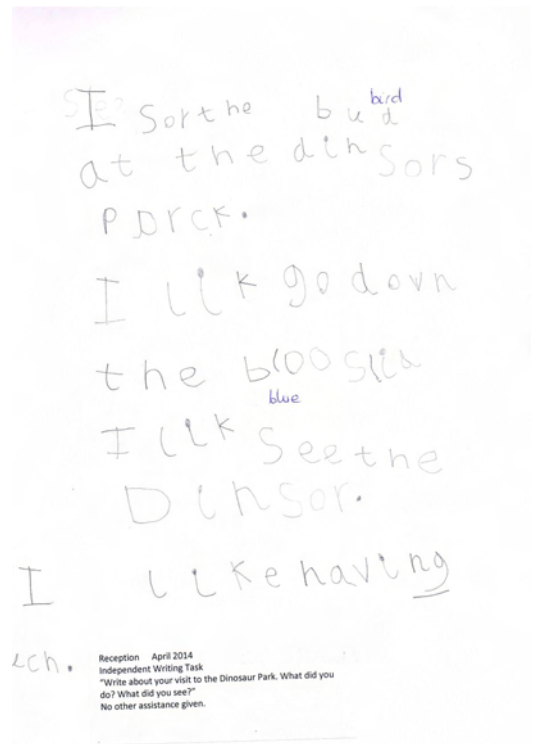 I Sor the bud bird
at the dinSors
porck.
I lik go down
the bloo Slid
blue
I lik See the
DinSor.
I like having
ech.
Reception April 2014
Independent Writing Task
"Write about your visit to the Dinosaur Park. What did you
do? What did you see?"
No other assistance given.